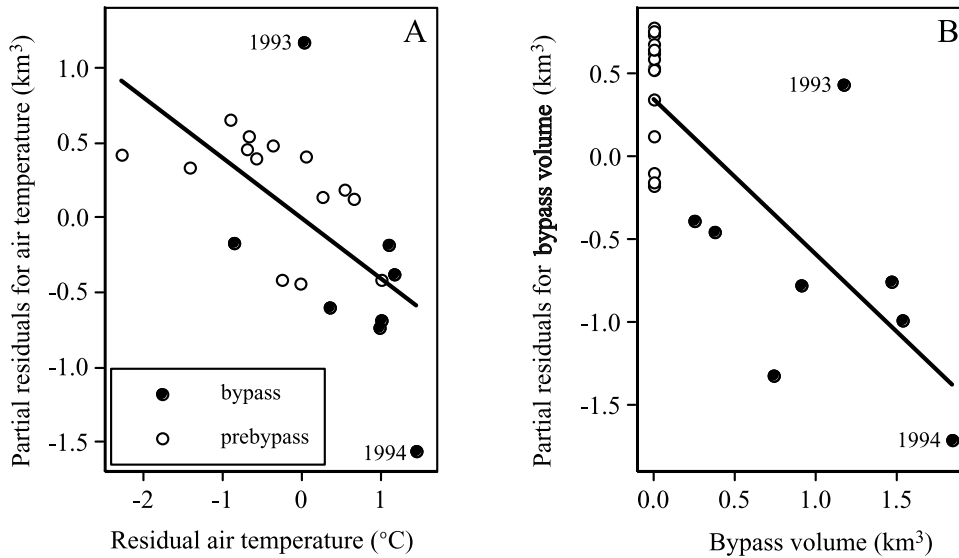 A
Partial residuals for air temperature (km³)
1.0
0.5
0.0
-0.5
-1.0
-1.5
1993
1994
bypass
prebypass
-2
-1
0
1
Residual air temperature (°C)
B
Partial residuals for bypass volume (km³)
0.5
0.0
-0.5
-1.0
-1.5
1993
1994
0.0
0.5
1.0
1.5
Bypass volume (km³)